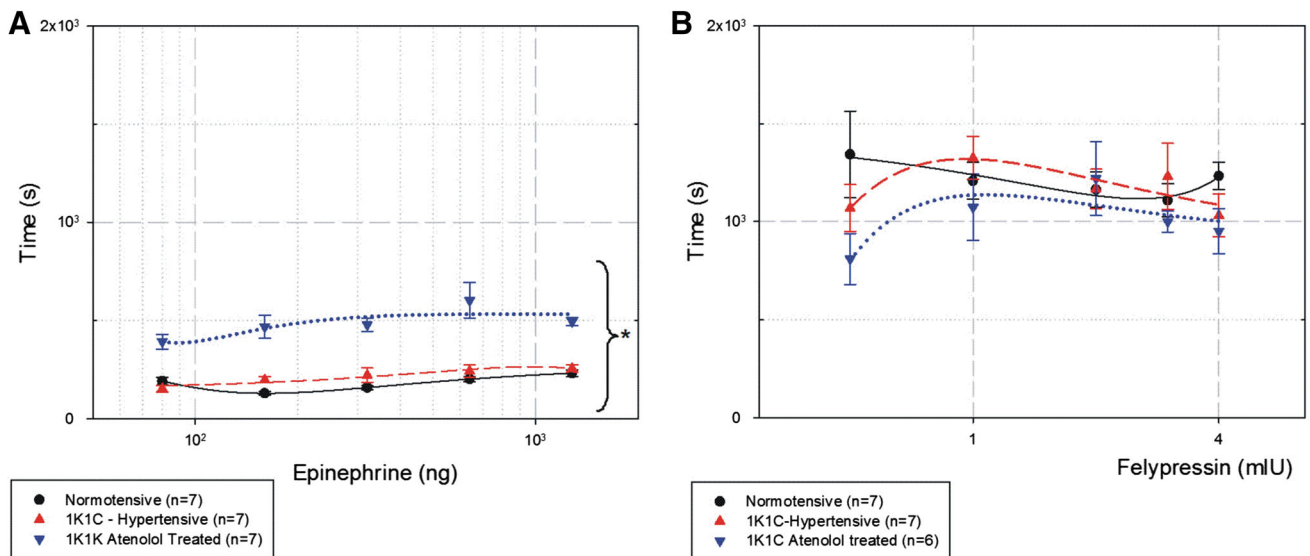 A
2x10³
10³
0
Time (s)
*
10²
10³
Epinephrine (ng)
Normotensive (n=7)
1K1C - Hypertensive (n=7)
1K1K Atenolol Treated (n=7)
B
2x10³
10³
0
Time (s)
1
4
Felypressin (mIU)
Normotensive (n=7)
1K1C-Hypertensive (n=7)
1K1C Atenolol treated (n=6)